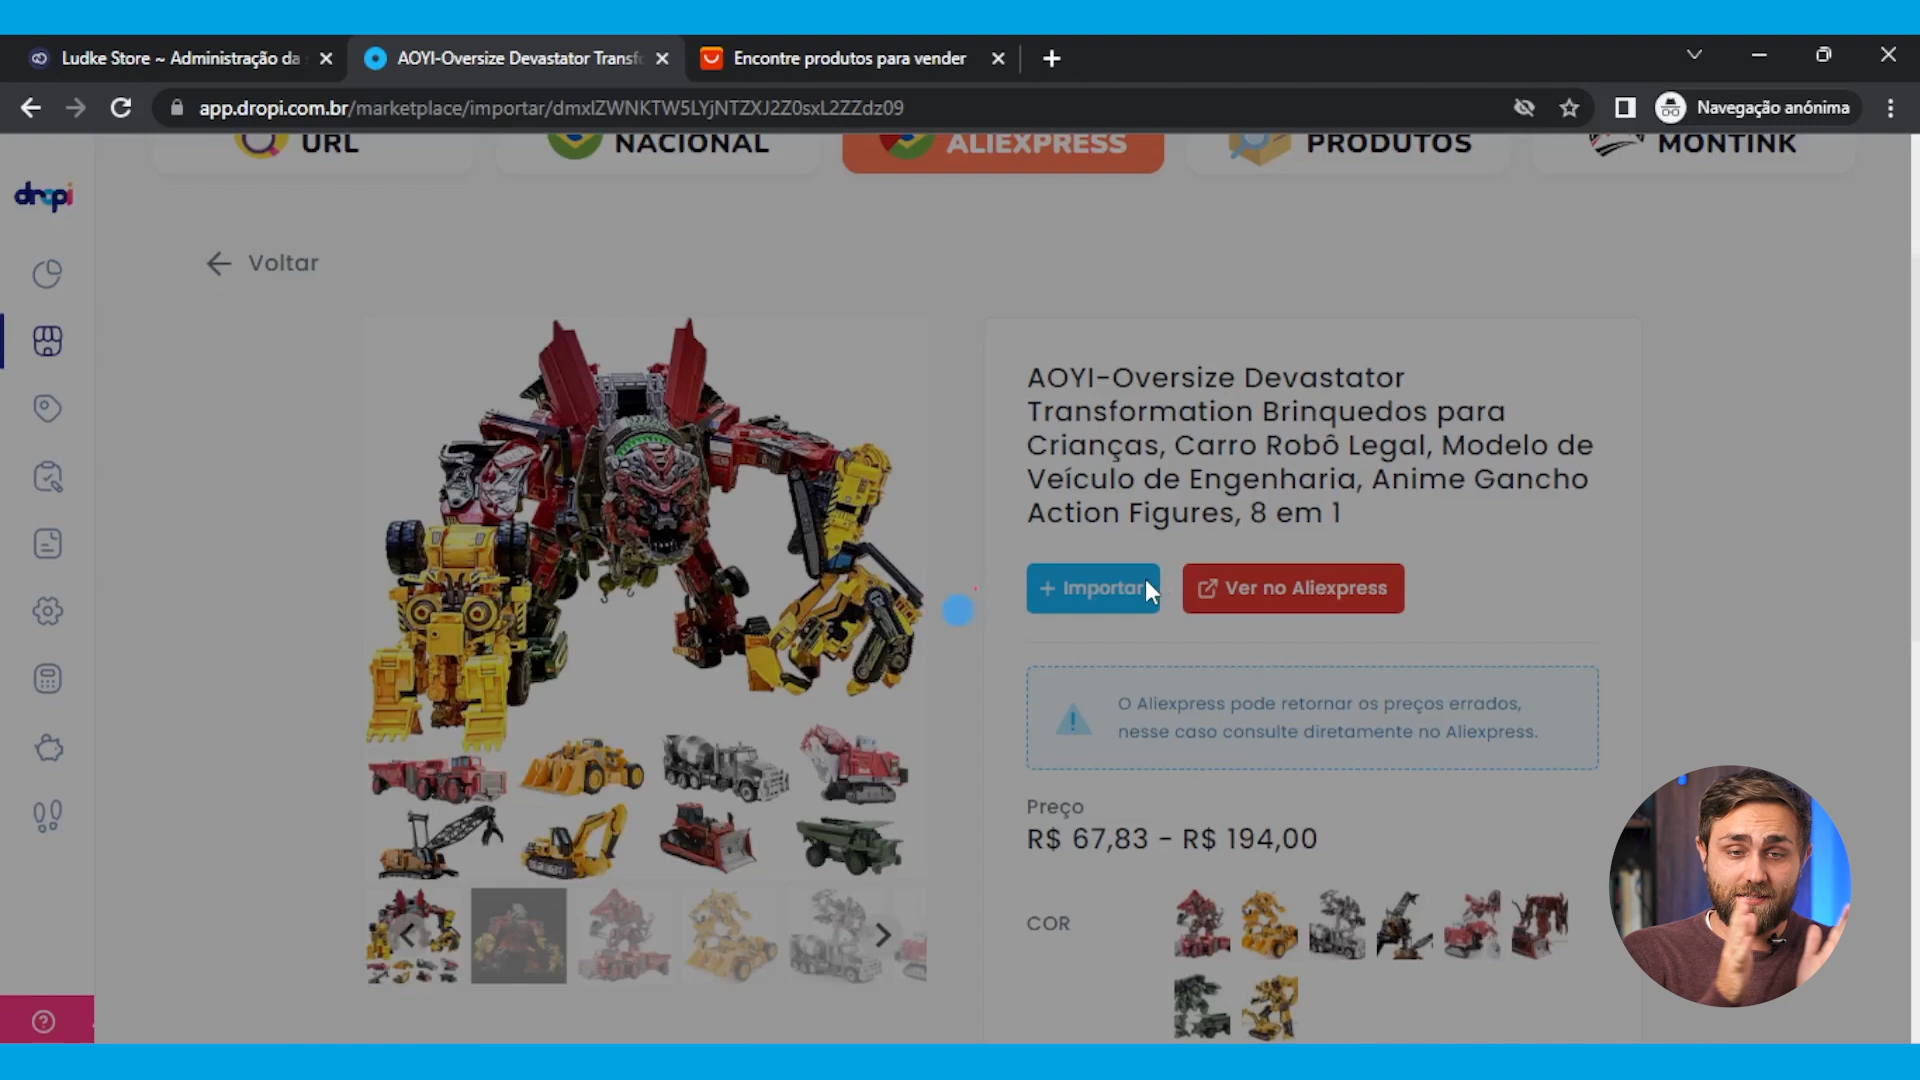 Ludke Store ~ Administração da
AOYI-Oversize Devastator Transf
Encontre produtos para vender
app.dropi.com.br/marketplace/importar/dmxlZWNKTW5LYjNTZXJ2Z0sxL2ZZdz09
Navegação anónima
URL
NACIONAL
ALIEXPRESS
PRODUTOS
MONTINK
dropi
Voltar
AOYI-Oversize Devastator
Transformation Brinquedos para
Crianças, Carro Robô Legal, Modelo de
Veículo de Engenharia, Anime Gancho
Action Figures, 8 em 1
+ Importar
Ver no Aliexpress
O Aliexpress pode retornar os preços errados,
nesse caso consulte diretamente no Aliexpress.
Preço
R$ 67,83 - R$ 194,00
COR